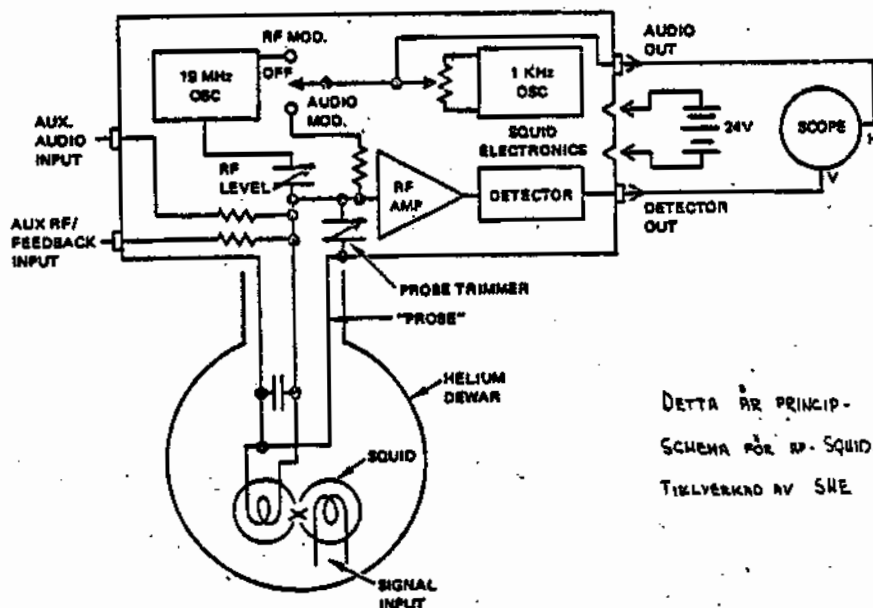 RF MOD.
OFF
AUDIO
MOD.
19 MHz
OSC
1 KHz
OSC
SQUID
ELECTRONICS
AUDIO
OUT
24V
SCOPE
H
V
AUX.
AUDIO
INPUT
RF
LEVEL
RF
AMP
DETECTOR
DETECTOR
OUT
AUX RF/
FEEDBACK
INPUT
PROBE TRIMMER
"PROBE"
HELIUM
DEWAR
SQUID
SIGNAL
INPUT
DETTA ÄR PRINCIP-
SCHEMA FÖR RF-SQUID
TILLVERKAD AV SHE